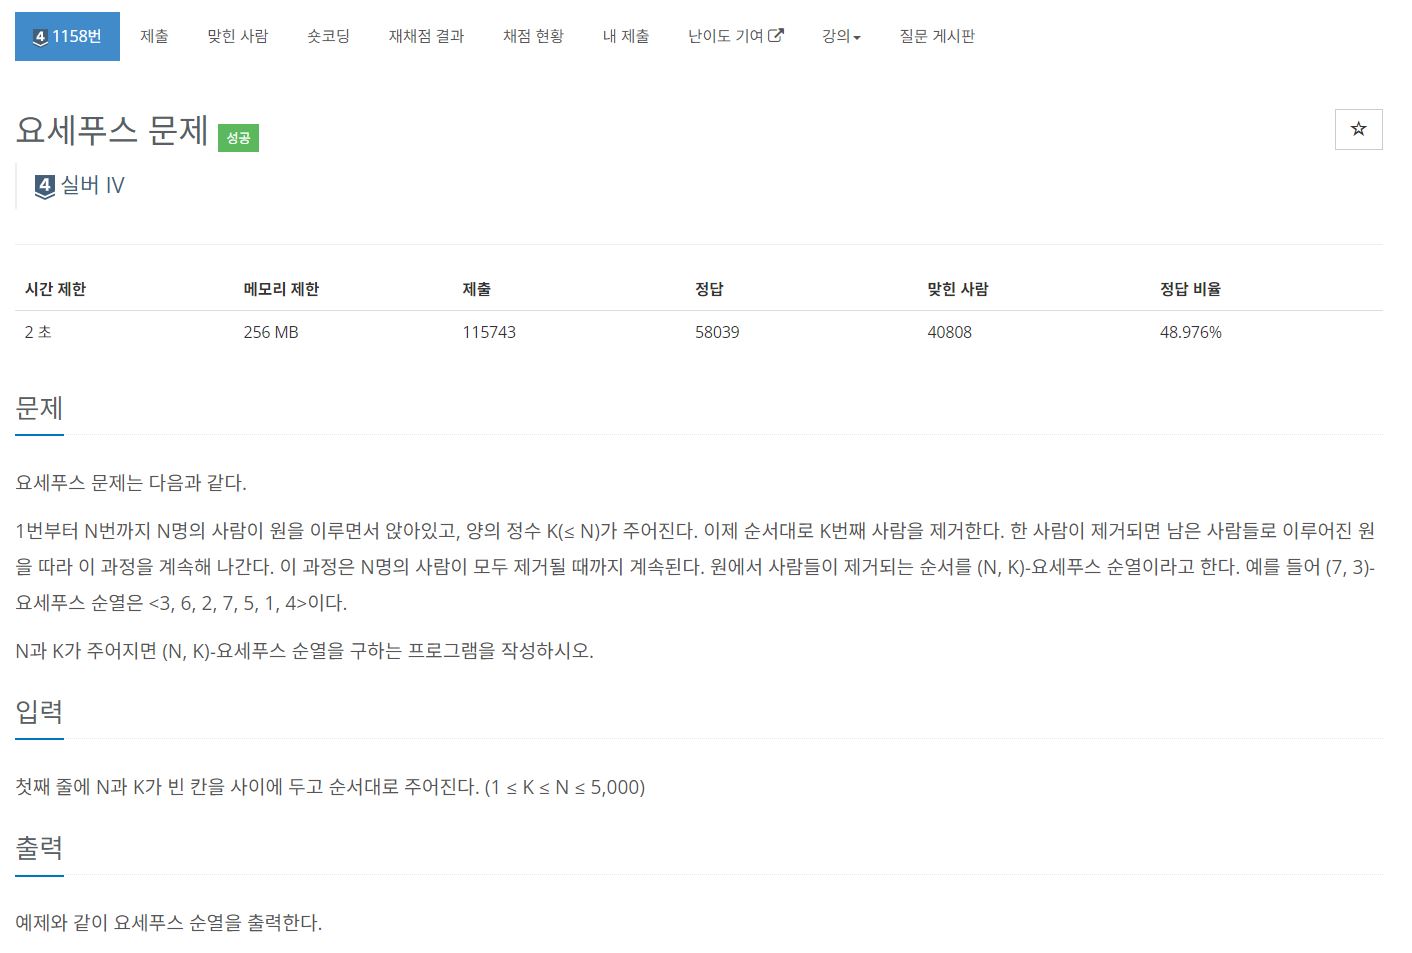 4 1158번 제출 맞힌 사람 숏코딩 재채점 결과 채점 현황 내 제출 난이도 기여 강의 질문 게시판
요세푸스 문제 성공
4 실버 IV
시간 제한 메모리 제한 제출 정답 맞힌 사람 정답 비율
2 초 256 MB 115743 58039 40808 48.976%
문제
요세푸스 문제는 다음과 같다.
1번부터 N번까지 N명의 사람이 원을 이루면서 앉아있고, 양의 정수 K(≤ N)가 주어진다. 이제 순서대로 K번째 사람을 제거한다. 한 사람이 제거되면 남은 사람들로 이루어진 원
을 따라 이 과정을 계속해 나간다. 이 과정은 N명의 사람이 모두 제거될 때까지 계속된다. 원에서 사람들이 제거되는 순서를 (N, K)-요세푸스 순열이라고 한다. 예를 들어 (7, 3)-
요세푸스 순열은 <3, 6, 2, 7, 5, 1, 4>이다.
N과 K가 주어지면 (N, K)-요세푸스 순열을 구하는 프로그램을 작성하시오.
입력
첫째 줄에 N과 K가 빈 칸을 사이에 두고 순서대로 주어진다. (1 ≤ K ≤ N ≤ 5,000)
출력
예제와 같이 요세푸스 순열을 출력한다.